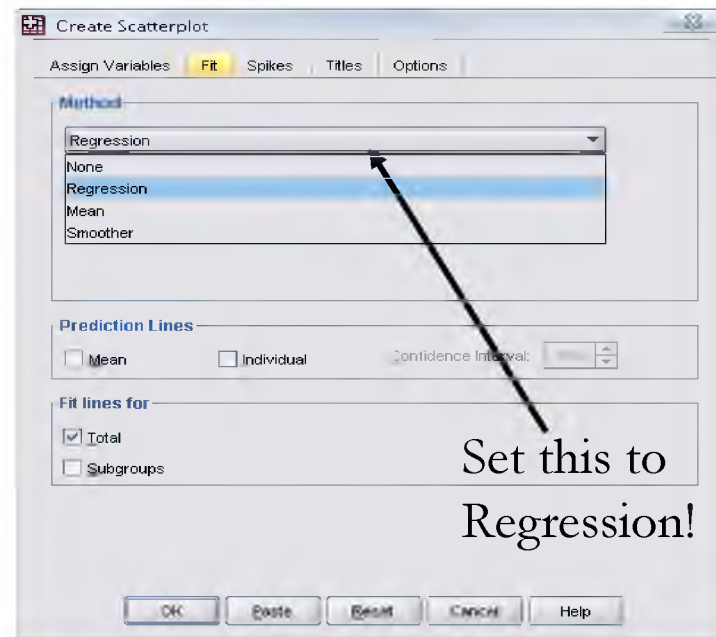 Create Scatterplot
Assign Variables Fit Spikes Titles Options
Method
Regression
None
Regression
Mean
Smoother
Prediction Lines
Mean Individual Confidence Interval:
Fit lines for
Total
Subgroups
Set this to
Regression!
OK Paste Reset Cancel Help